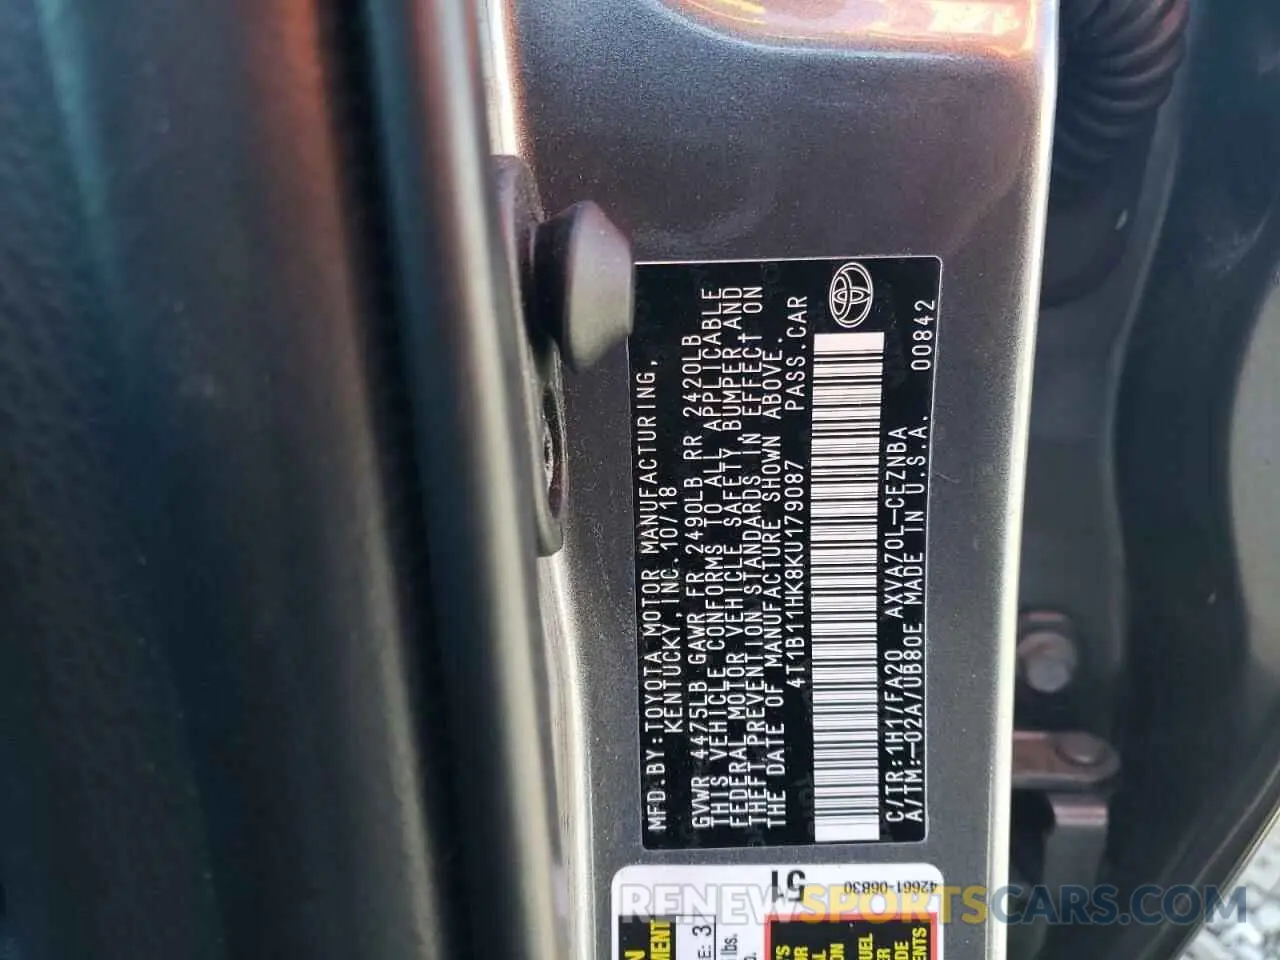 MFD.BY:TOYOTA MOTOR MANUFACTURING,
KENTUCKY, INC. 10/18
GVWR 4475LB GAWR FR 2490LB RR 2420LB
THIS VEHICLE CONFORMS TO ALL APPLICABLE
FEDERAL MOTOR VEHICLE SAFETY, BUMPER AND
THEFT PREVENTION STANDARDS IN EFFECT ON
THE DATE OF MANUFACTURE SHOWN ABOVE.
4T1B11HK8KU179087 PASS.CAR
C/TR:1H1/FA20 AXVA70L-CEZNBA
A/TM:-02A/UB80E MADE IN U.S.A. 00842
51
42661-06830
RENEWSPORTSCARS.COM